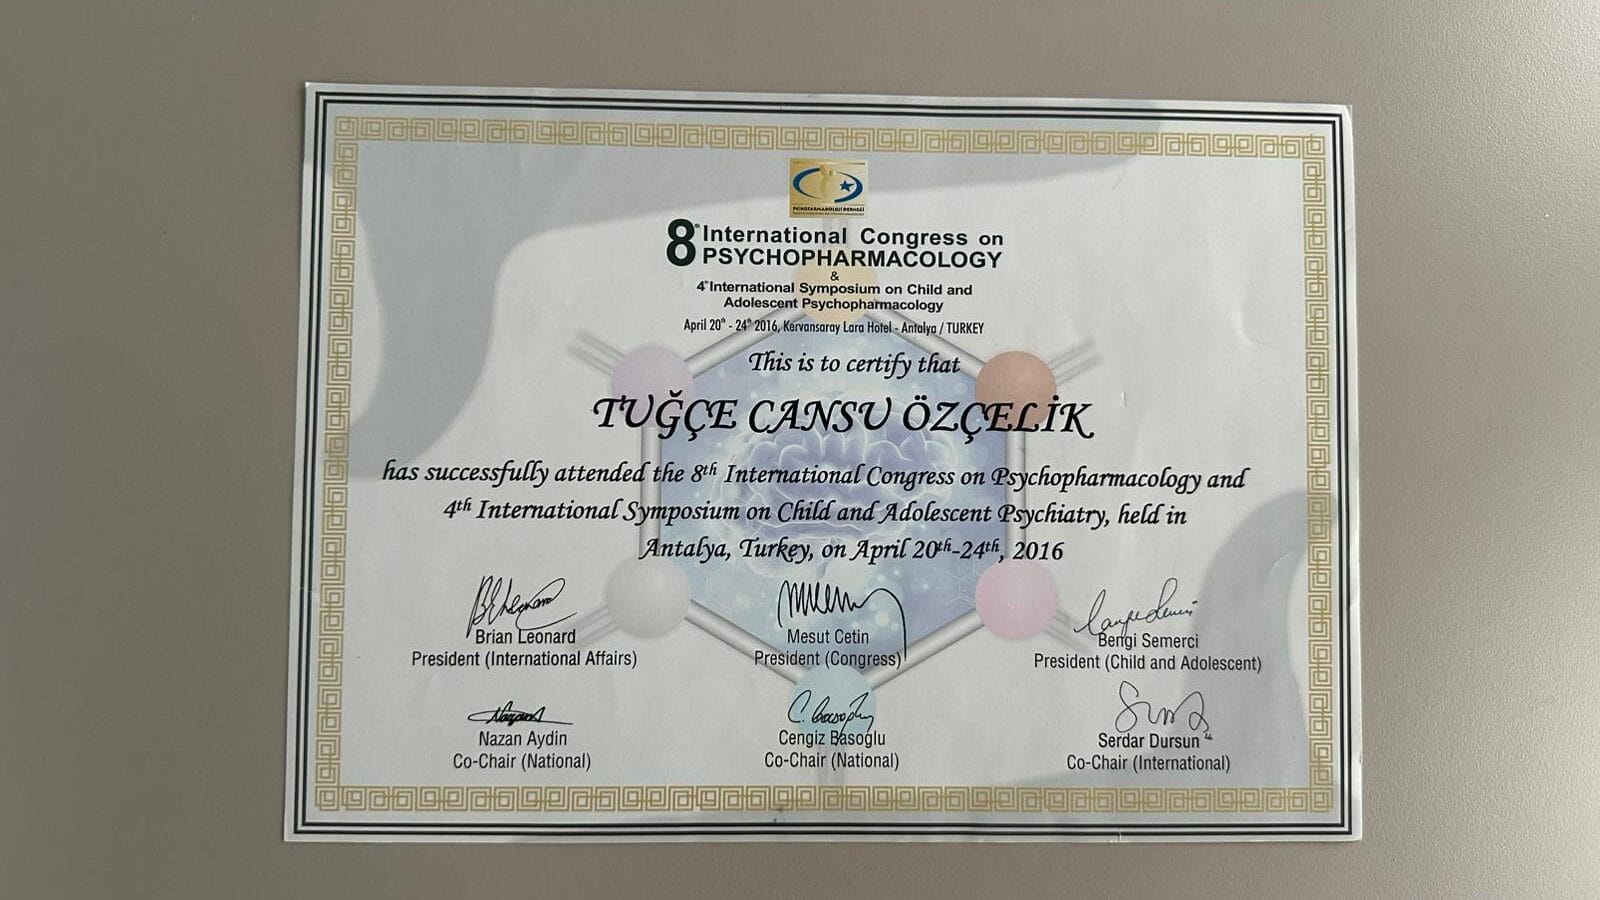 PSİKOFARMAKOLOJİ DERNEĞİ
8th International Congress on
PSYCHOPHARMACOLOGY
&
4th International Symposium on Child and
Adolescent Psychopharmacology
April 20th - 24th 2016, Kervansaray Lara Hotel - Antalya / TURKEY
This is to certify that
TUĞÇE CANSU ÖZÇELİK
has successfully attended the 8th International Congress on Psychopharmacology and
4th International Symposium on Child and Adolescent Psychiatry, held in
Antalya, Turkey, on April 20th-24th, 2016
Brian Leonard
President (International Affairs)
Mesut Cetin
President (Congress)
Bengi Semerci
President (Child and Adolescent)
Nazan Aydin
Co-Chair (National)
Cengiz Basoglu
Co-Chair (National)
Serdar Dursun
Co-Chair (International)